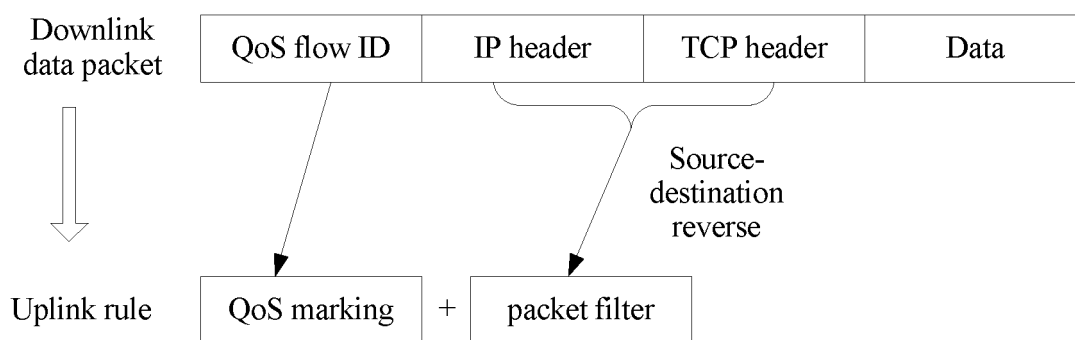 Downlink
data packet
QoS flow ID
IP header
TCP header
Data
Source-
destination
reverse
Uplink rule
QoS marking
+
packet filter